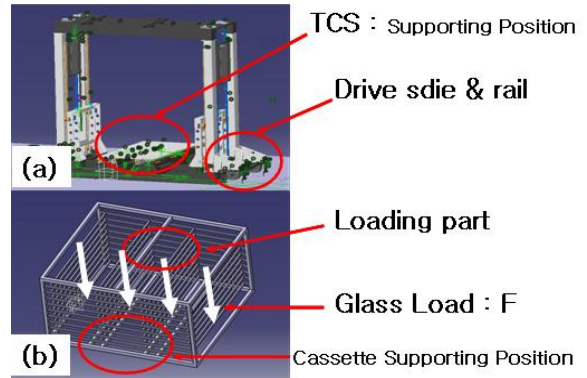 TCS : Supporting Position
Drive sdie & rail
(a)
Loading part
Glass Load : F
(b)
Cassette Supporting Position